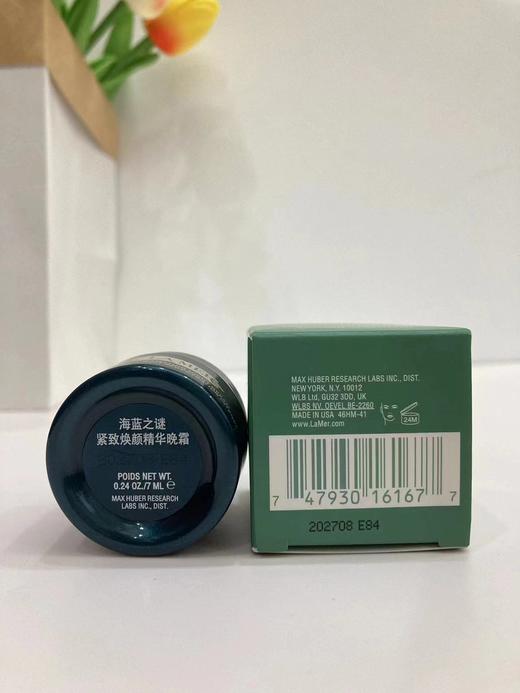 海蓝之谜
紧致焕颜精华晚霜
202708 E84
POIDS NET WT.
0.24 OZ./7 ML ℮
MAX HUBER RESEARCH
LABS INC., DIST.
MAX HUBER RESEARCH LABS INC., DIST.
NEW YORK, N.Y. 10012
WLB Ltd, GU32 3DD, UK
WLBS NV. OEVEL BE-2260
MADE IN USA 46HM-41
www.LaMer.com
24M
7 47930 16167 7
202708 E84